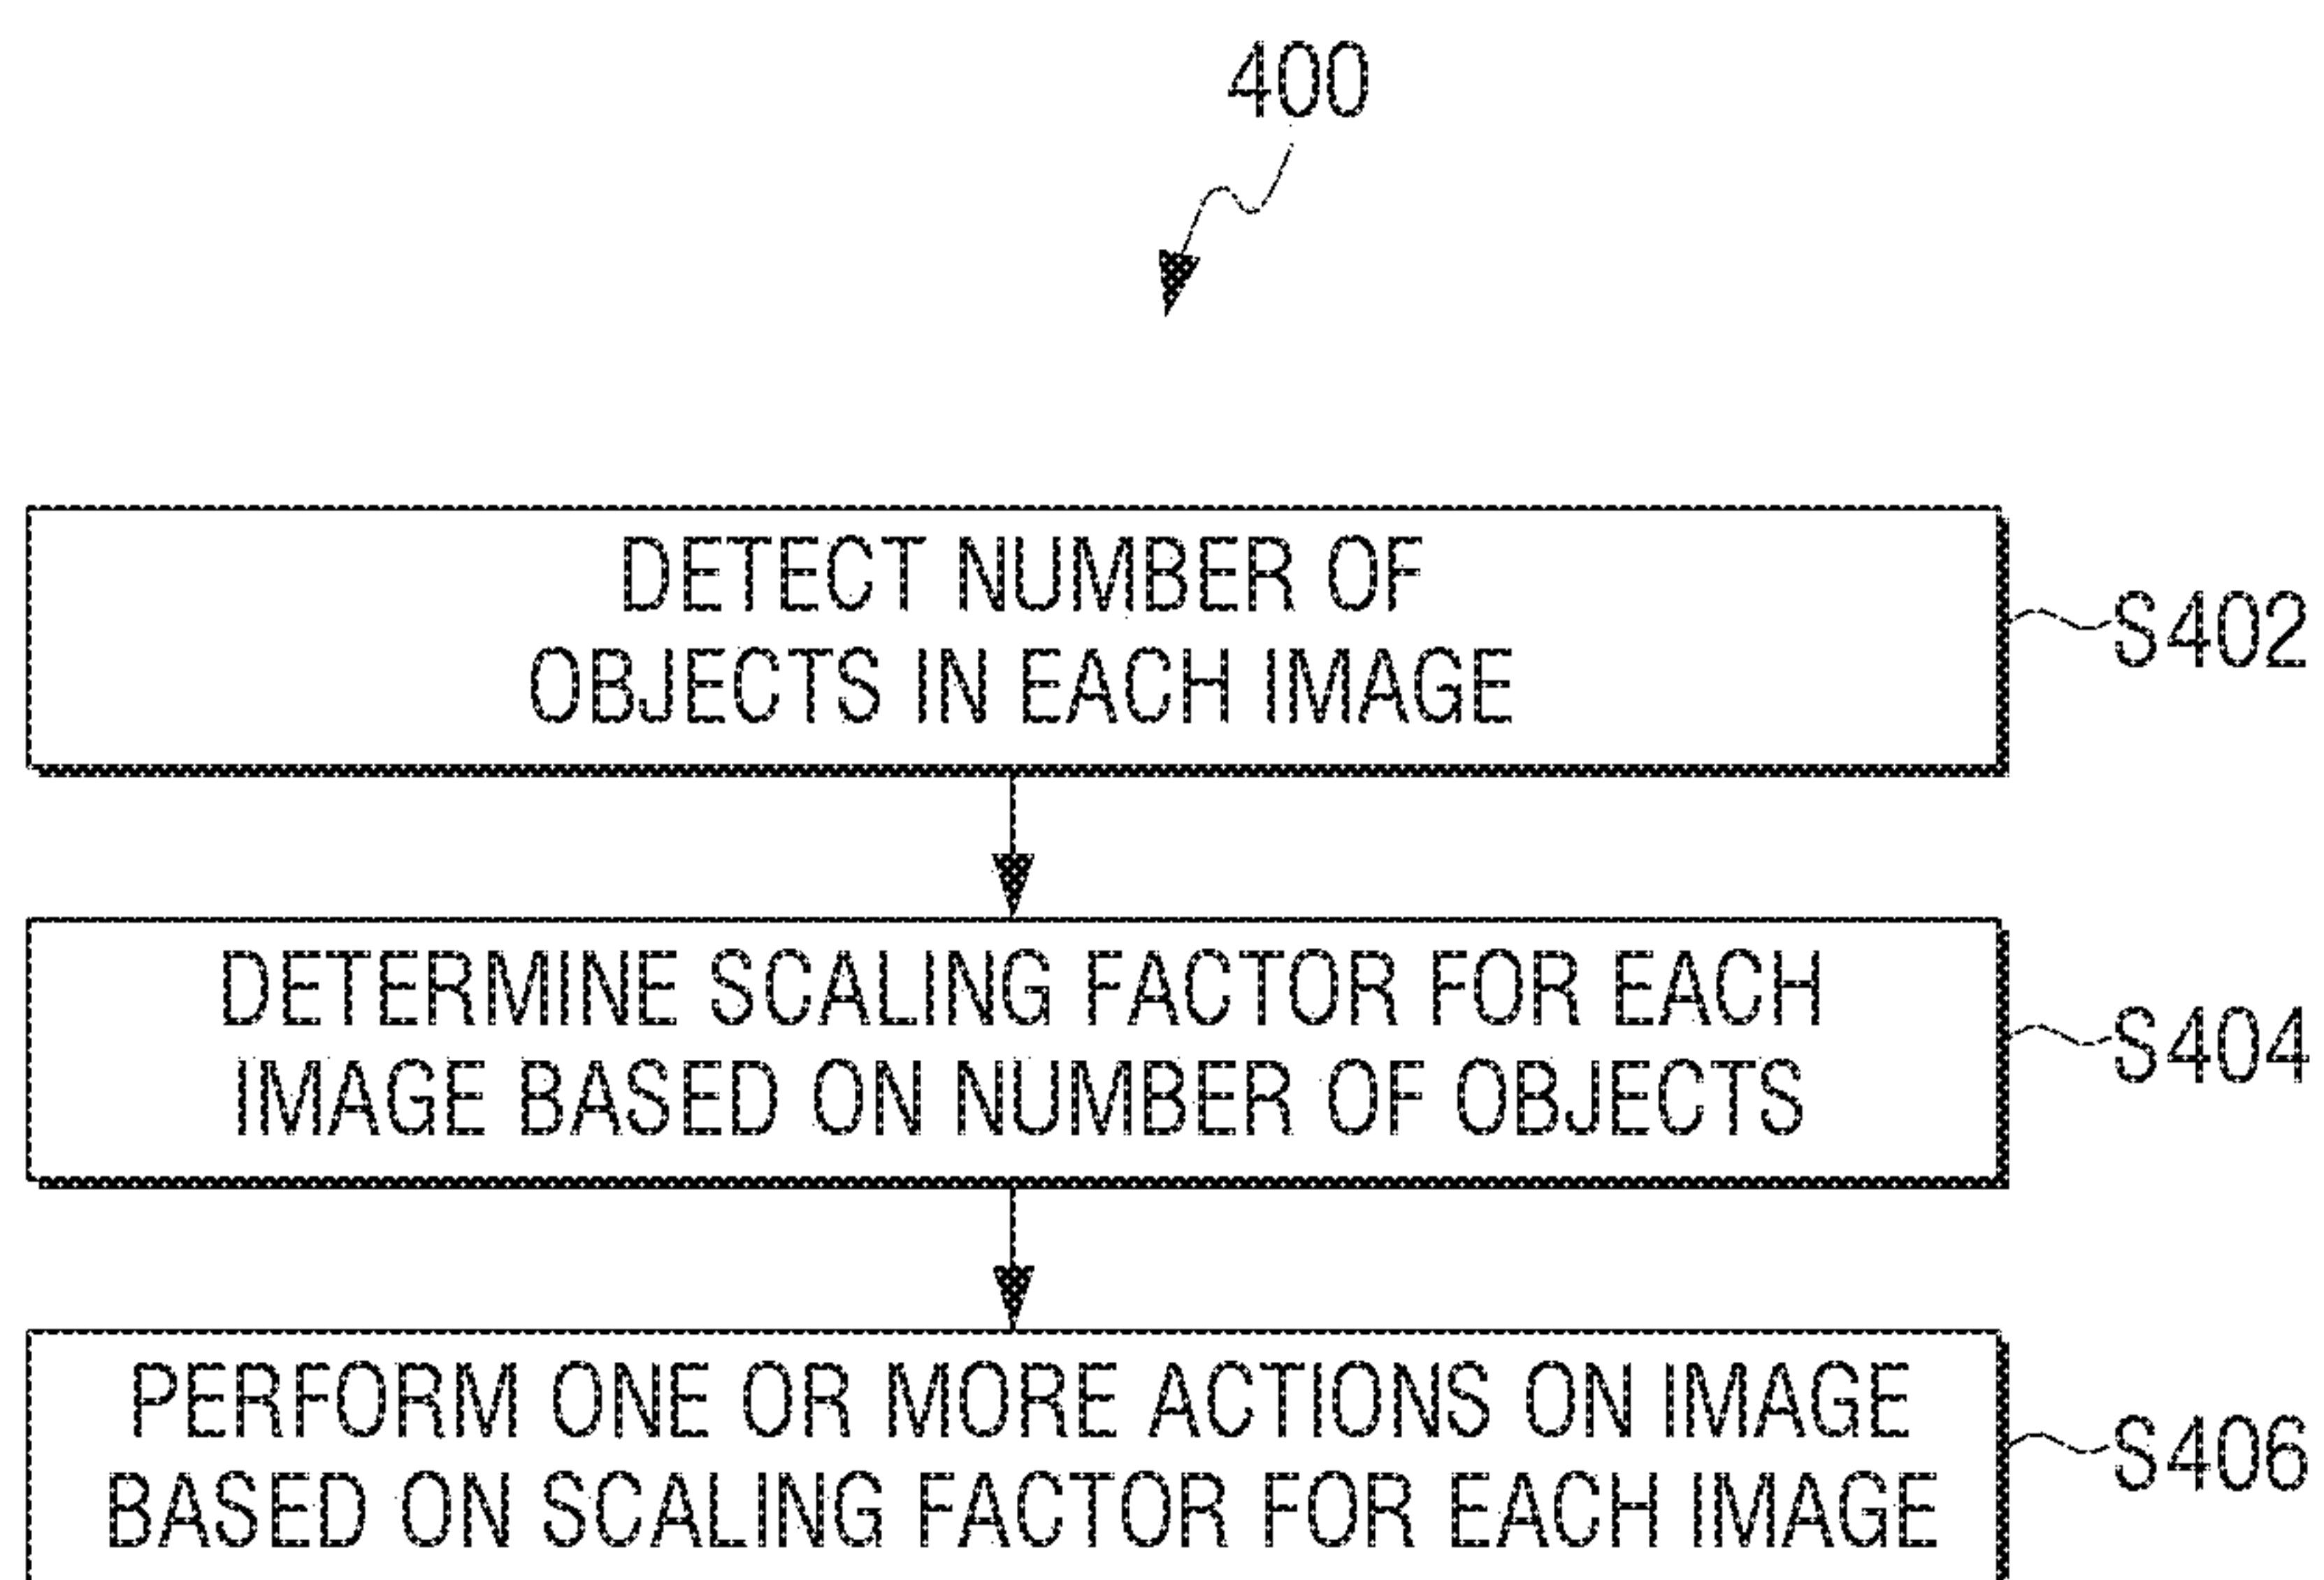 400
DETECT NUMBER OF
OBJECTS IN EACH IMAGE
S402
DETERMINE SCALING FACTOR FOR EACH
IMAGE BASED ON NUMBER OF OBJECTS
S404
PERFORM ONE OR MORE ACTIONS ON IMAGE
BASED ON SCALING FACTOR FOR EACH IMAGE
S406